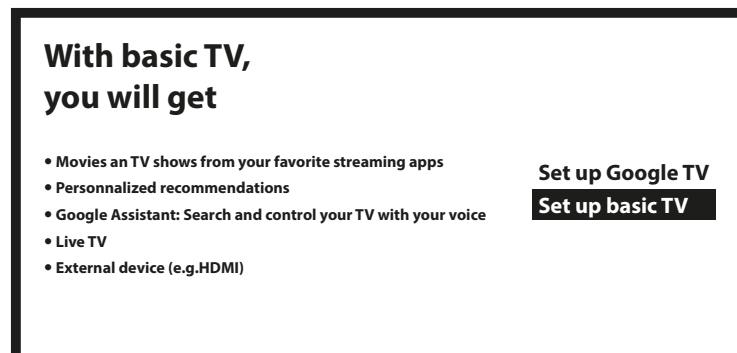 With basic TV,
you will get
• Movies an TV shows from your favorite streaming apps
• Personnalized recommendations
• Google Assistant: Search and control your TV with your voice
• Live TV
• External device (e.g.HDMI)
Set up Google TV
Set up basic TV